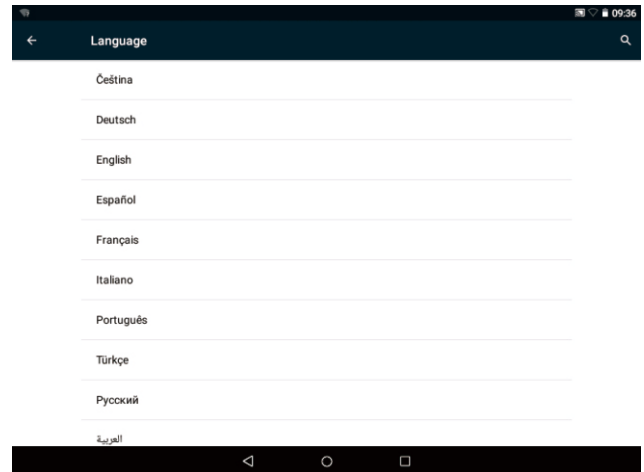 09:36
Language
Čeština
Deutsch
English
Español
Français
Italiano
Português
Türkçe
Русский
العربية